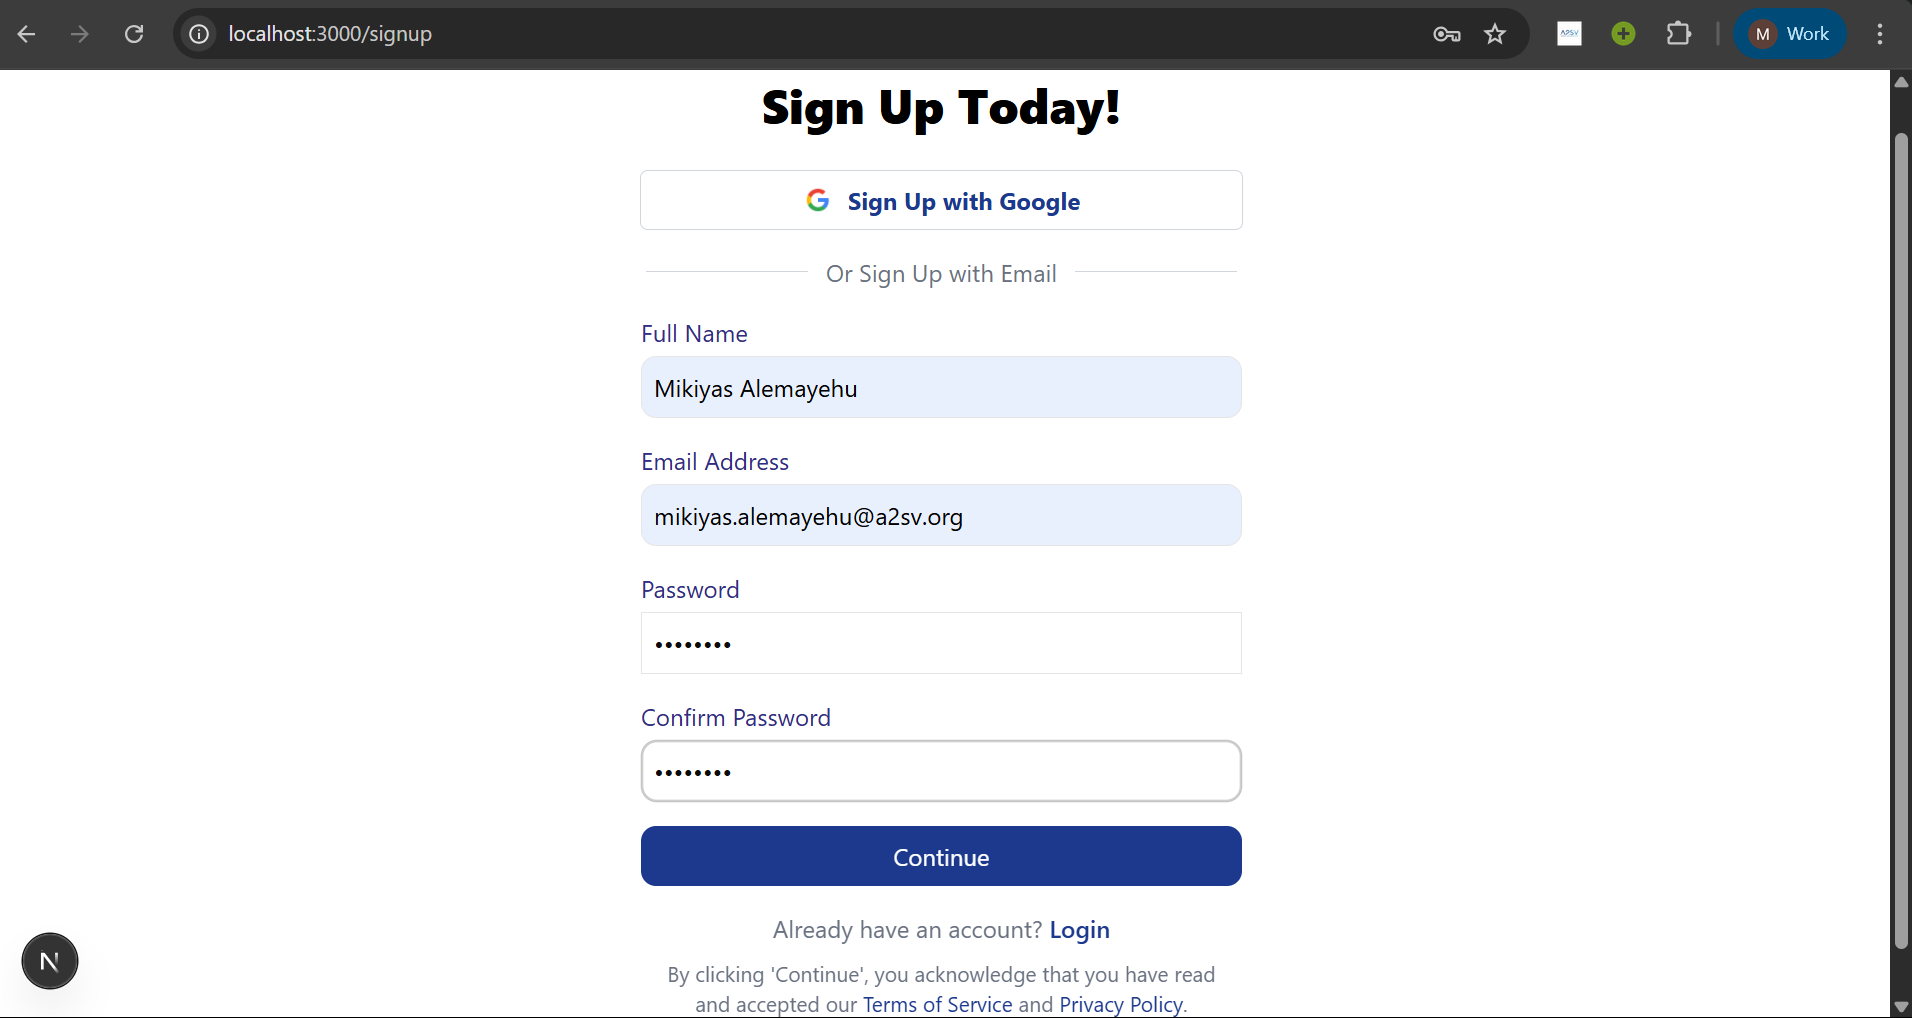 localhost:3000/signup
A2SV
M
Work
Sign Up Today!
Sign Up with Google
Or Sign Up with Email
Full Name
Mikiyas Alemayehu
Email Address
mikiyas.alemayehu@a2sv.org
Password
••••••••
Confirm Password
••••••••
Continue
Already have an account? Login
By clicking 'Continue', you acknowledge that you have read
and accepted our Terms of Service and Privacy Policy.
N